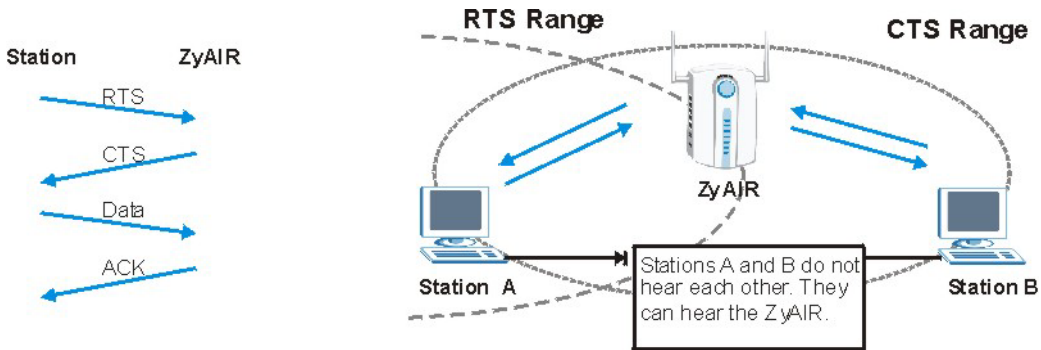 RTS Range
CTS Range
Station ZyAIR
RTS
CTS
Data
ACK
ZyAIR
Station A
Stations A and B do not
hear each other. They
can hear the ZyAIR.
Station B